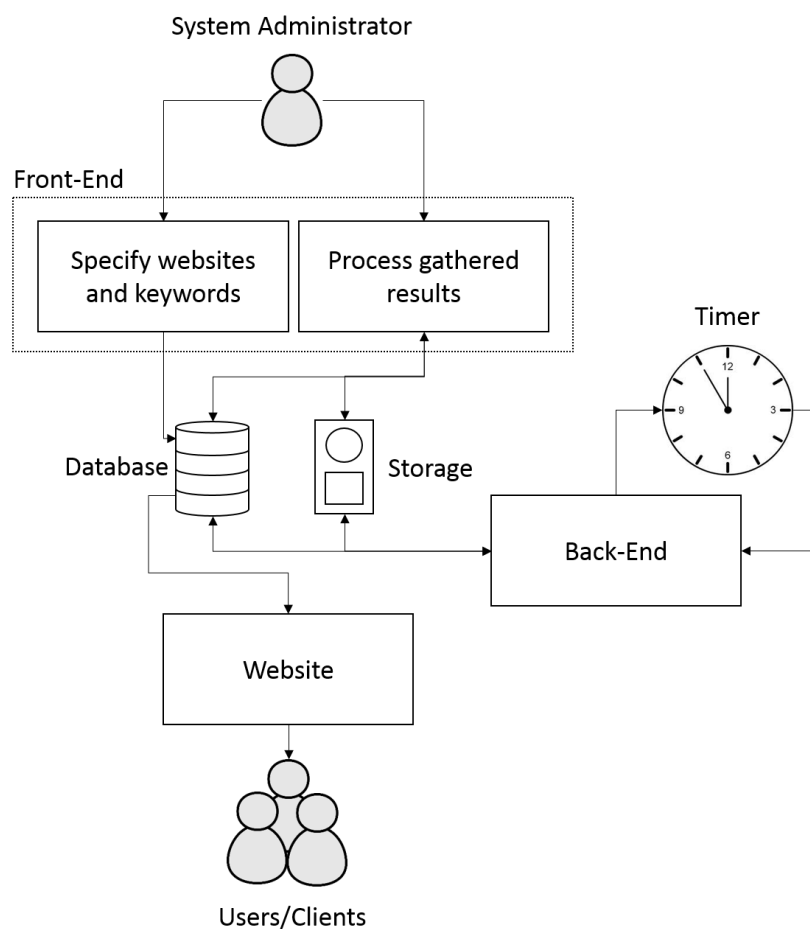 System Administrator
Front-End
Specify websites
and keywords
Process gathered
results
Timer
12
9
3
6
Database
Storage
Back-End
Website
Users/Clients